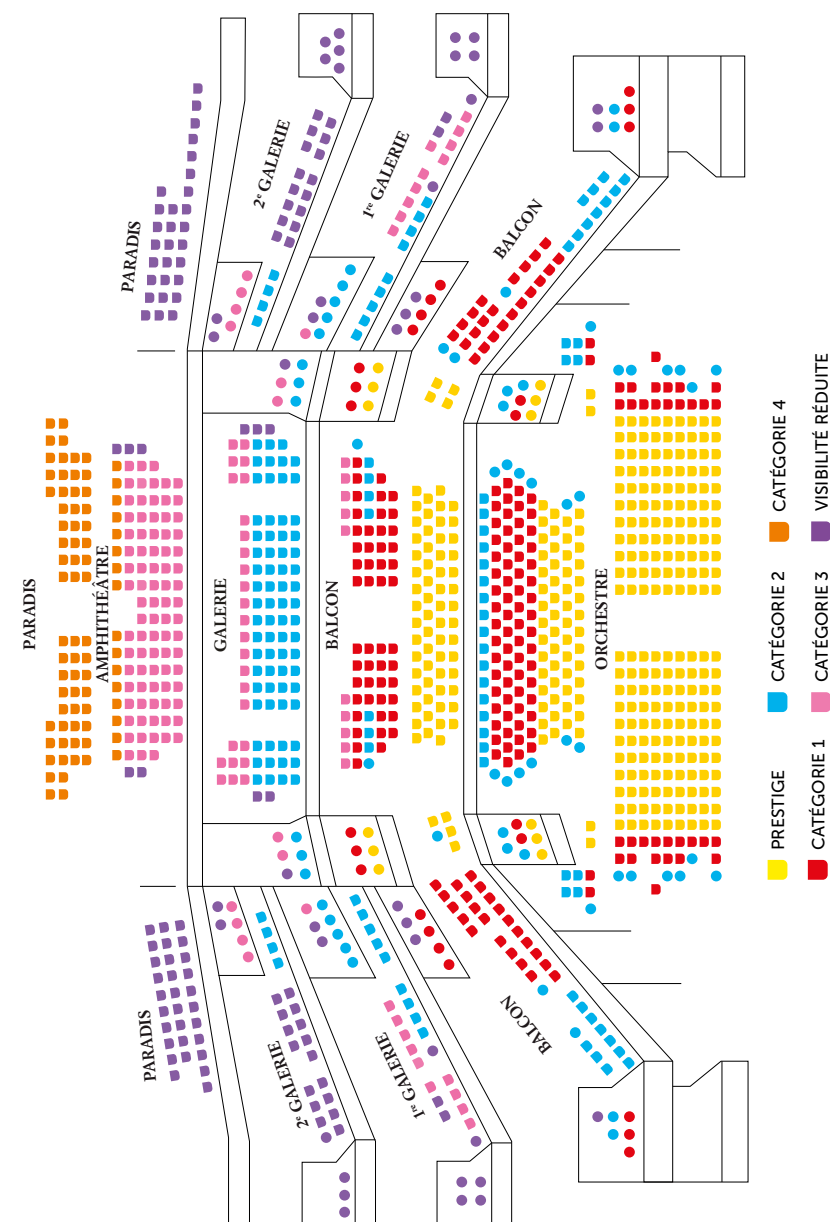 PARADIS
2e GALERIE
1re GALERIE
BALCON
PARADIS
AMPHITHÉÂTRE
GALERIE
BALCON
ORCHESTRE
PARADIS
2e GALERIE
1re GALERIE
BALCON
PRESTIGE
CATÉGORIE 1
CATÉGORIE 2
CATÉGORIE 3
CATÉGORIE 4
VISIBILITÉ RÉDUITE